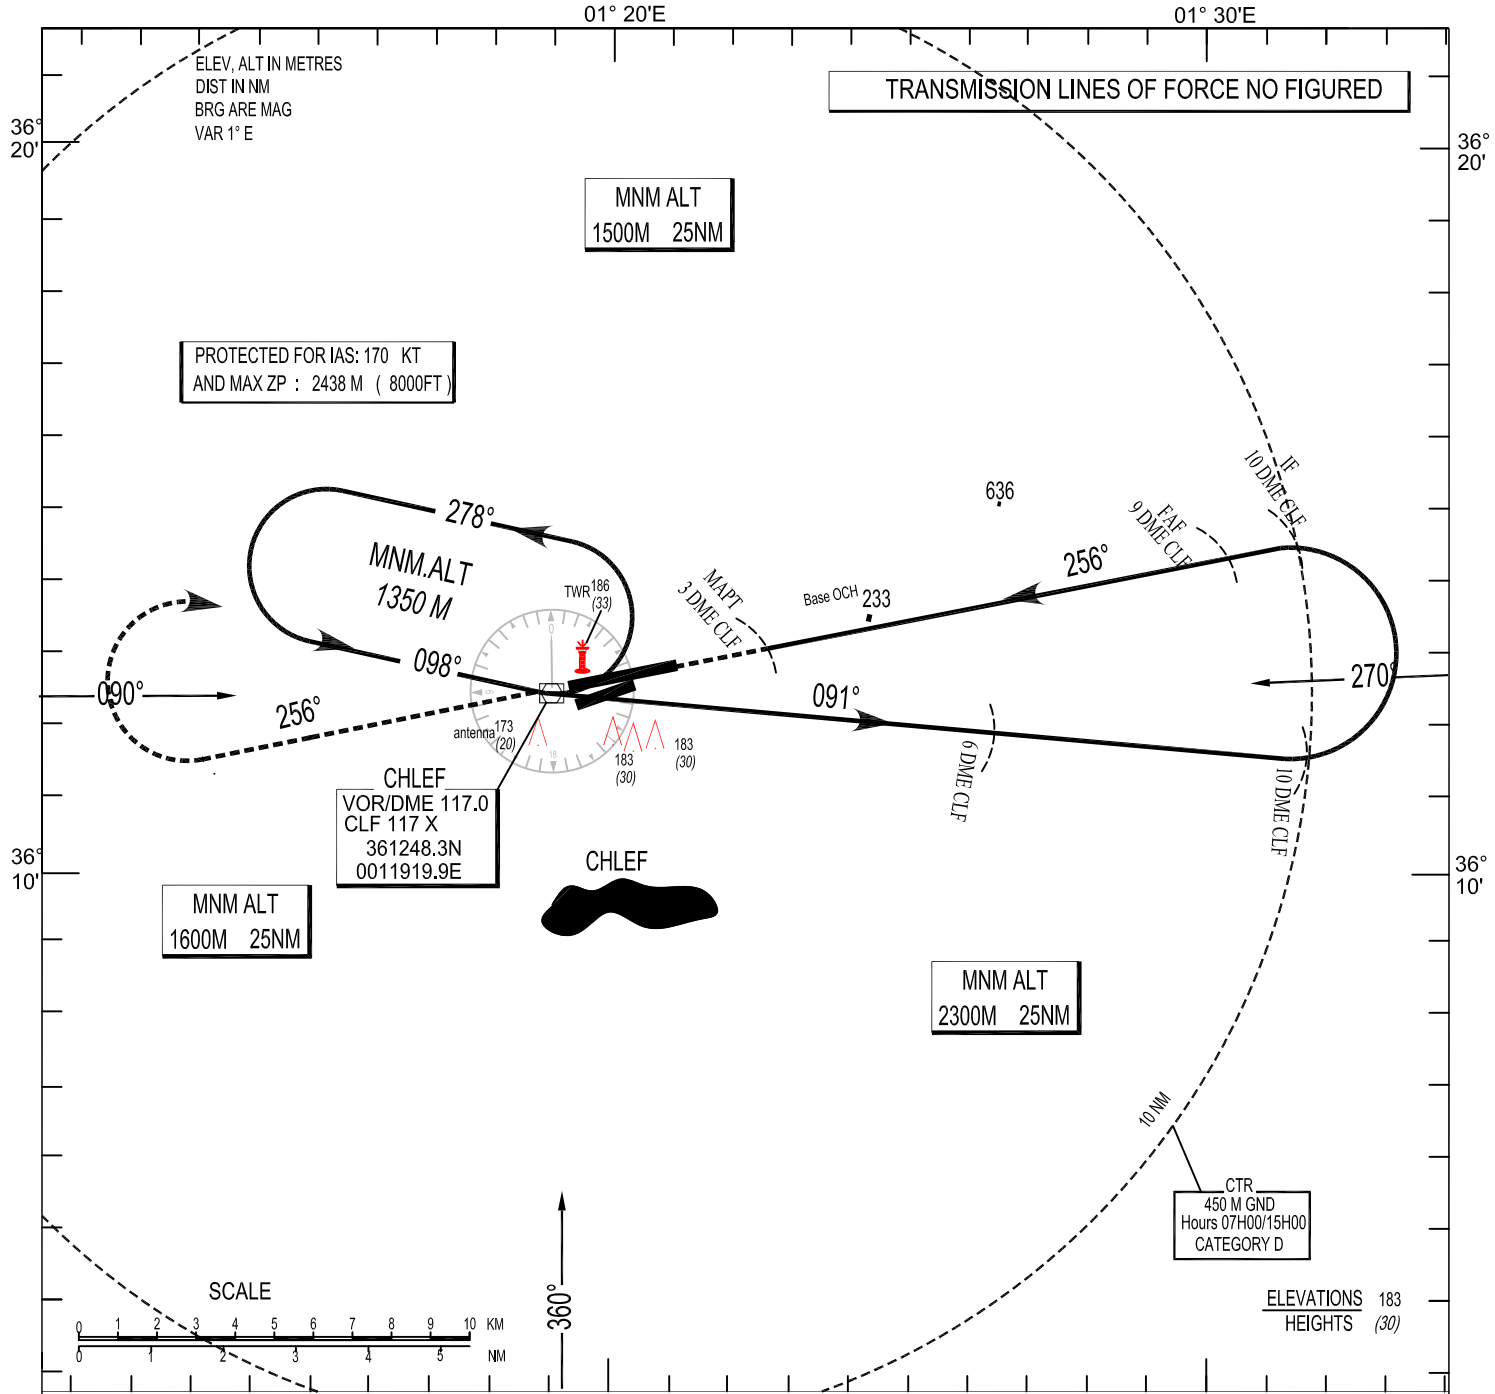 01° 20'E
01° 30'E
ELEV, ALT IN METRES
DIST IN NM
BRG ARE MAG
VAR 1° E
TRANSMISSION LINES OF FORCE NO FIGURED
36°
20'
36°
20'
MNM ALT
1500M 25NM
PROTECTED FOR IAS: 170 KT
AND MAX ZP : 2438 M ( 8000FT )
IF
10 DME CLF
636
FAF
9 DME CLF
278°
256°
MNM.ALT
1350 M
TWR 186
(33)
MAPT
3 DME CLF
Base OCH 233
0
098°
090°
9
270°
256°
091°
antenna 173
(20)
18
183
(30)
183
(30)
6 DME CLF
10 DME CLF
CHLEF
VOR/DME 117.0
CLF 117 X
361248.3N
0011919.9E
CHLEF
36°
10'
36°
10'
MNM ALT
1600M 25NM
MNM ALT
2300M 25NM
10 NM
CTR
450 M GND
Hours 07H00/15H00
CATEGORY D
360°
SCALE
0 1 2 3 4 5 6 7 8 9 10 KM
0 1 2 3 4 5 NM
ELEVATIONS 183
HEIGHTS (30)